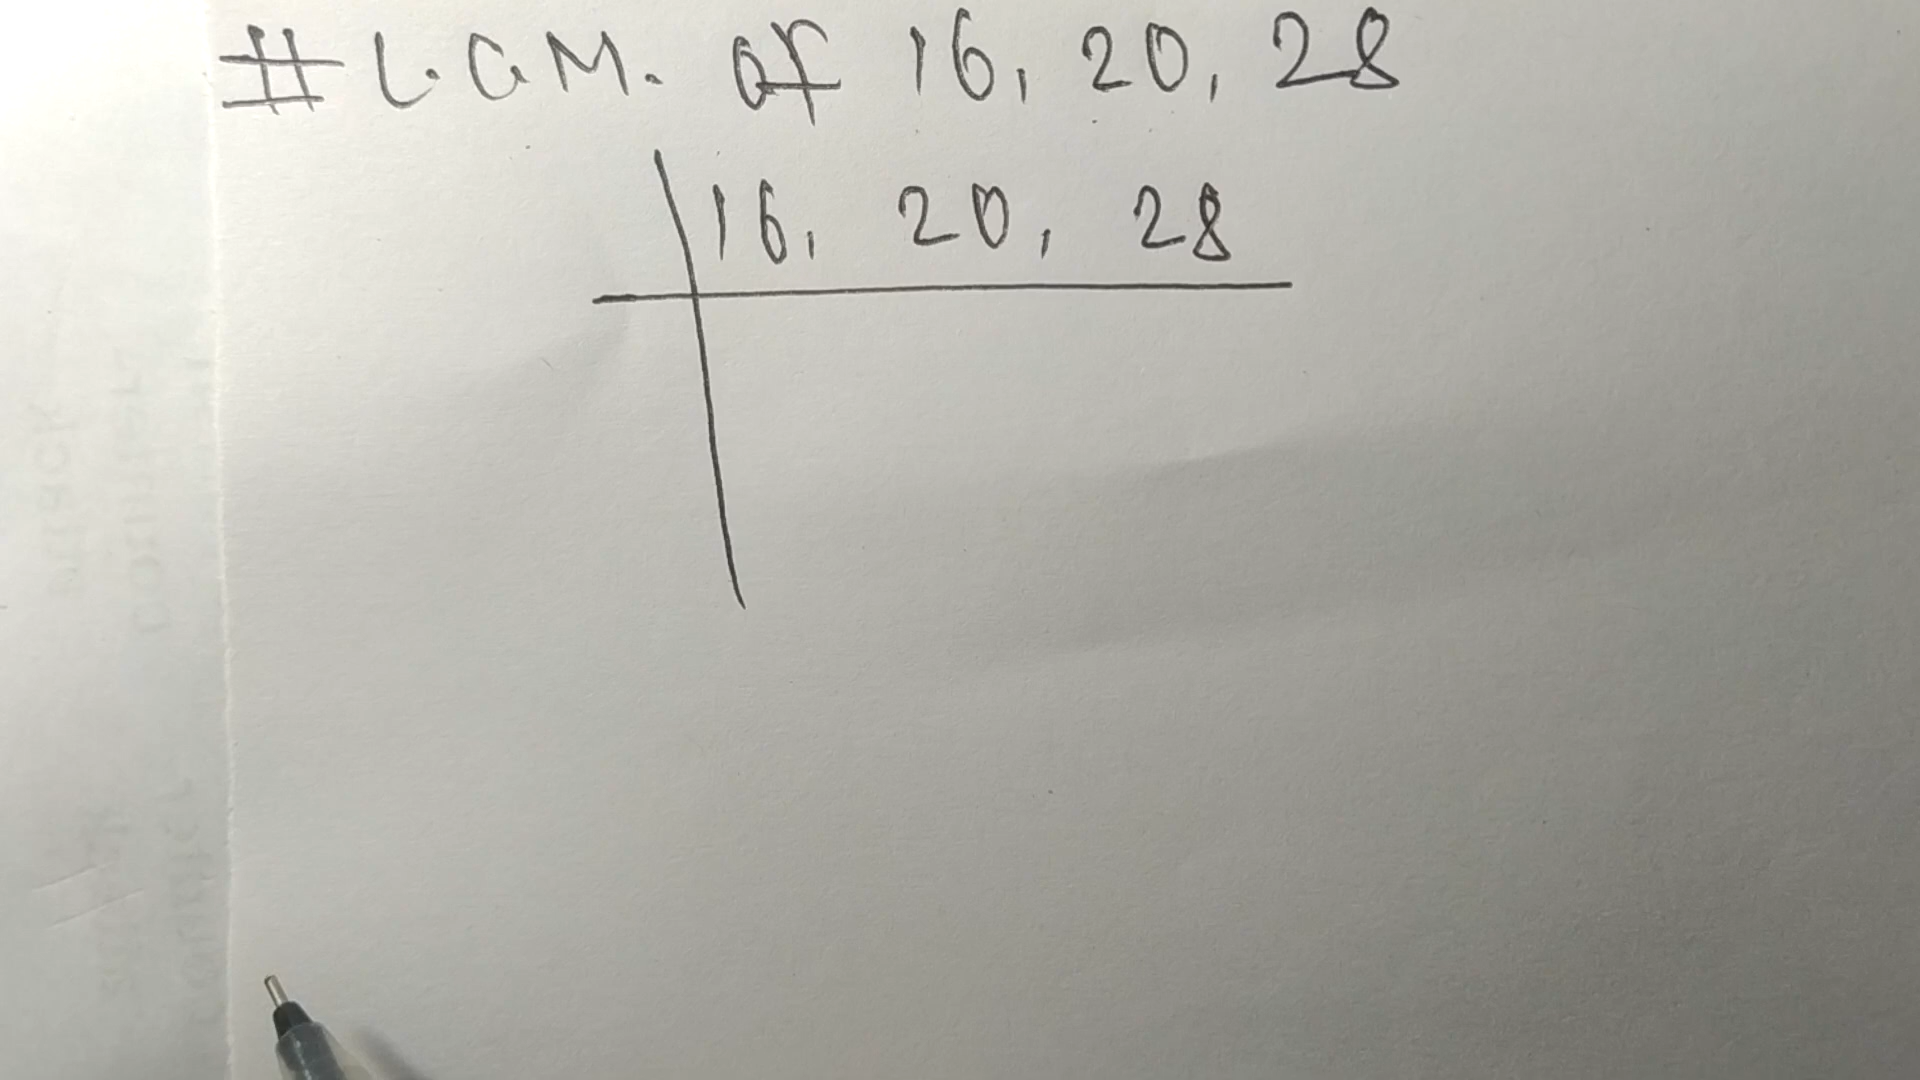 # L.C.M. of 16, 20, 28
16, 20, 28